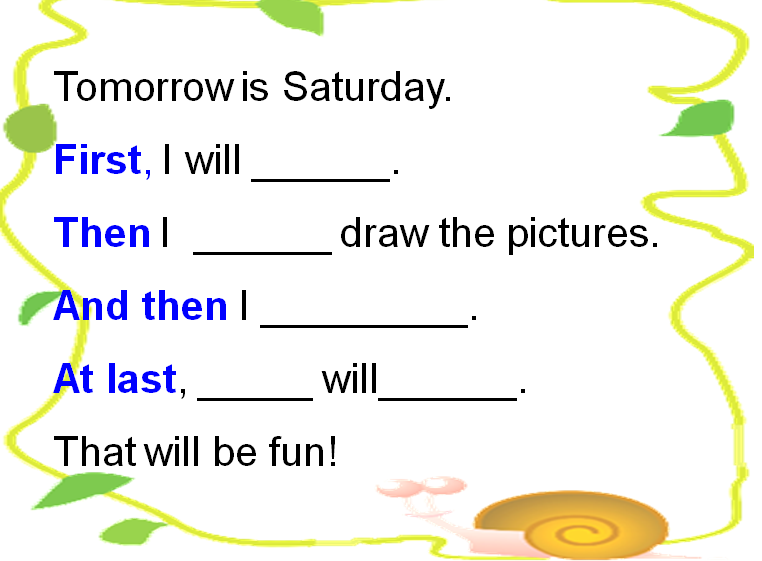 Tomorrow is Saturday.
First, I will ______.
Then I ______ draw the pictures.
And then I _________.
At last, _____ will______.
That will be fun!